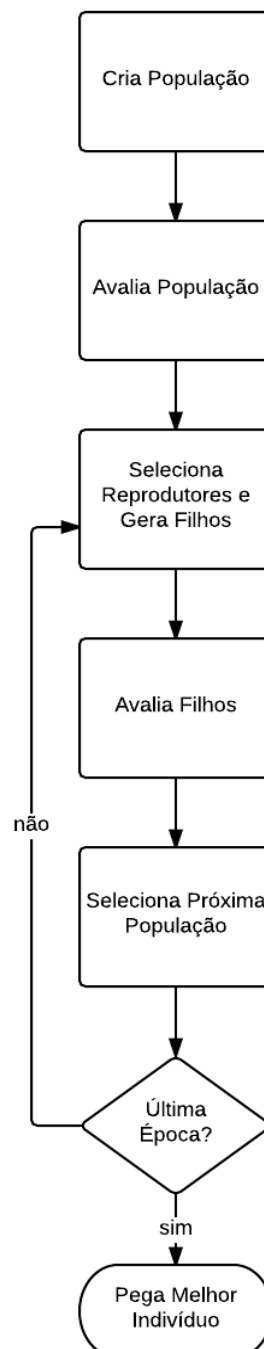 Cria População
Avalia População
Seleciona
Reprodutores e
Gera Filhos
Avalia Filhos
não
Seleciona Próxima
População
Última
Época?
sim
Pega Melhor
Indivíduo